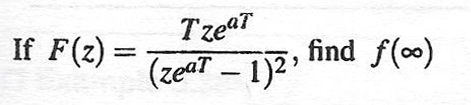 If F(z) = Tze^{aT} / (ze^{aT} – 1)^2, find f(∞)